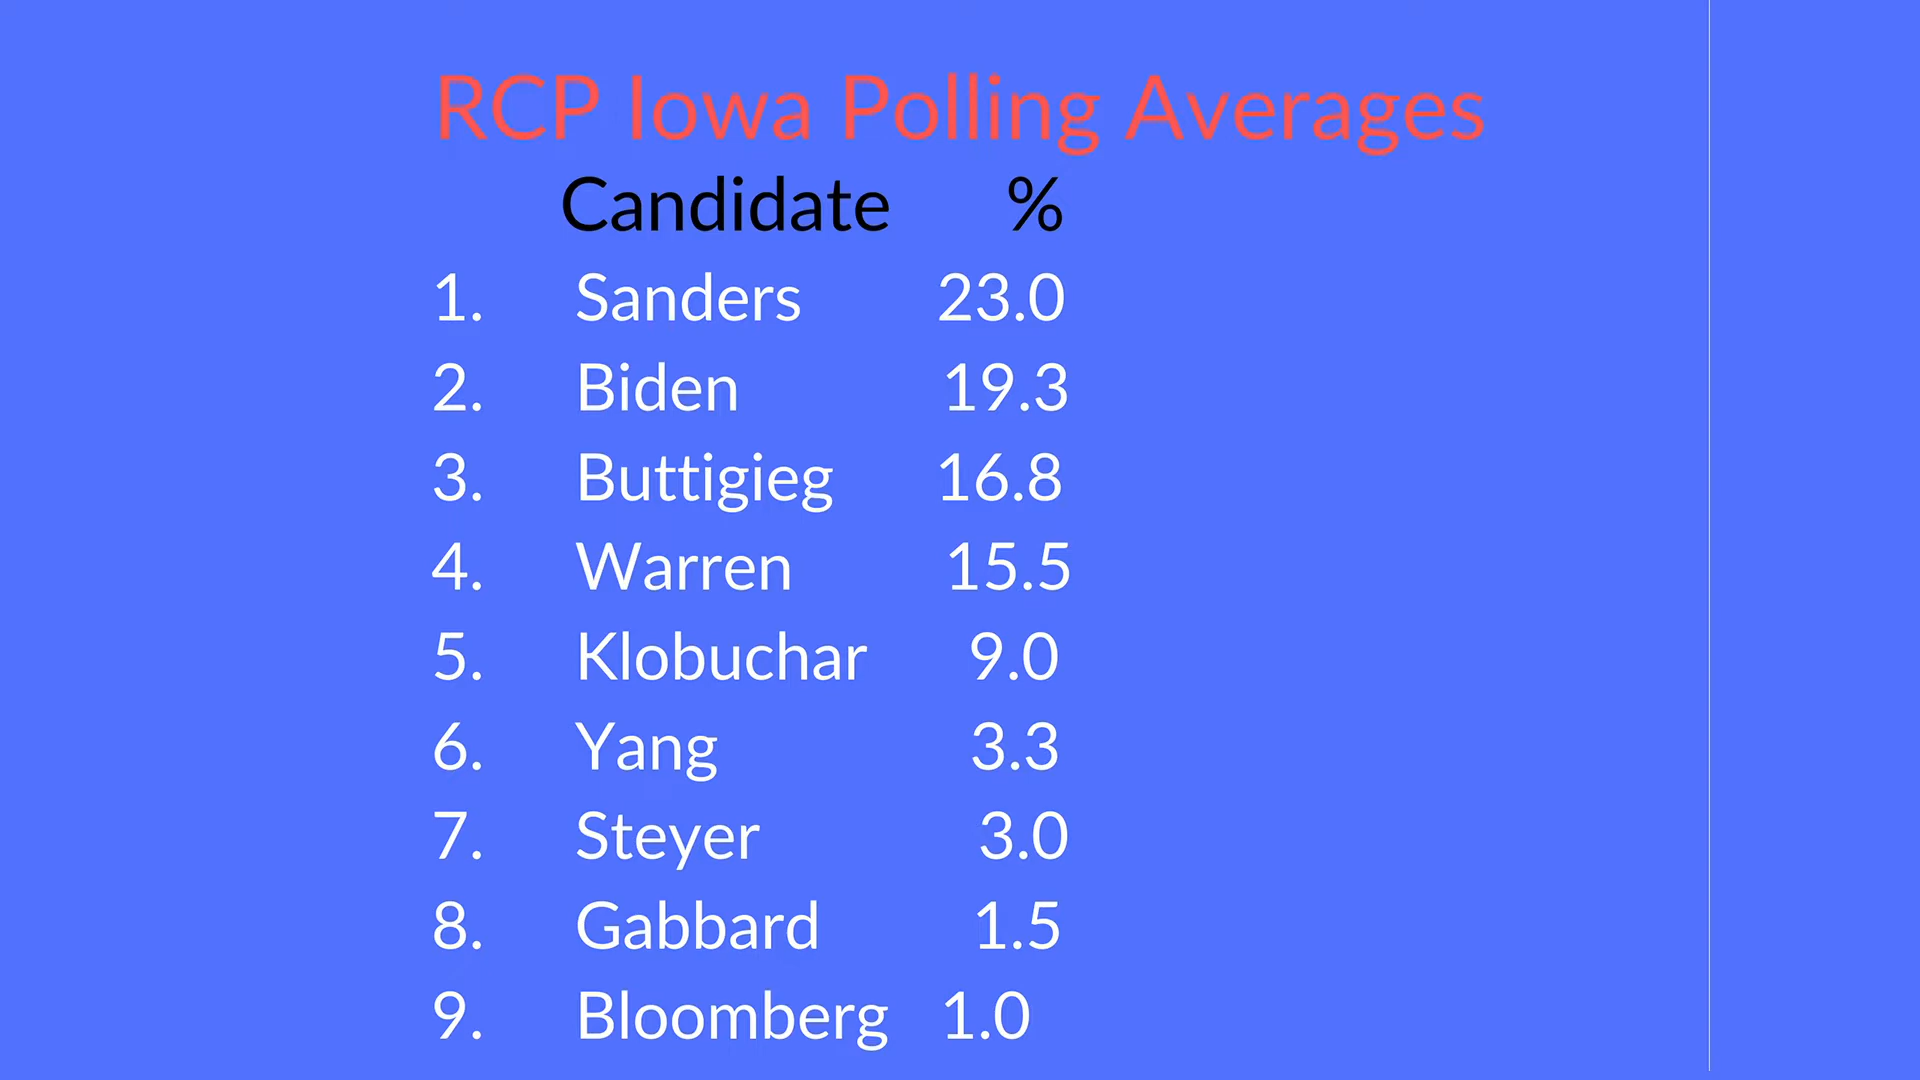 RCP Iowa Polling Averages
Candidate %
1. Sanders 23.0
2. Biden 19.3
3. Buttigieg 16.8
4. Warren 15.5
5. Klobuchar 9.0
6. Yang 3.3
7. Steyer 3.0
8. Gabbard 1.5
9. Bloomberg 1.0